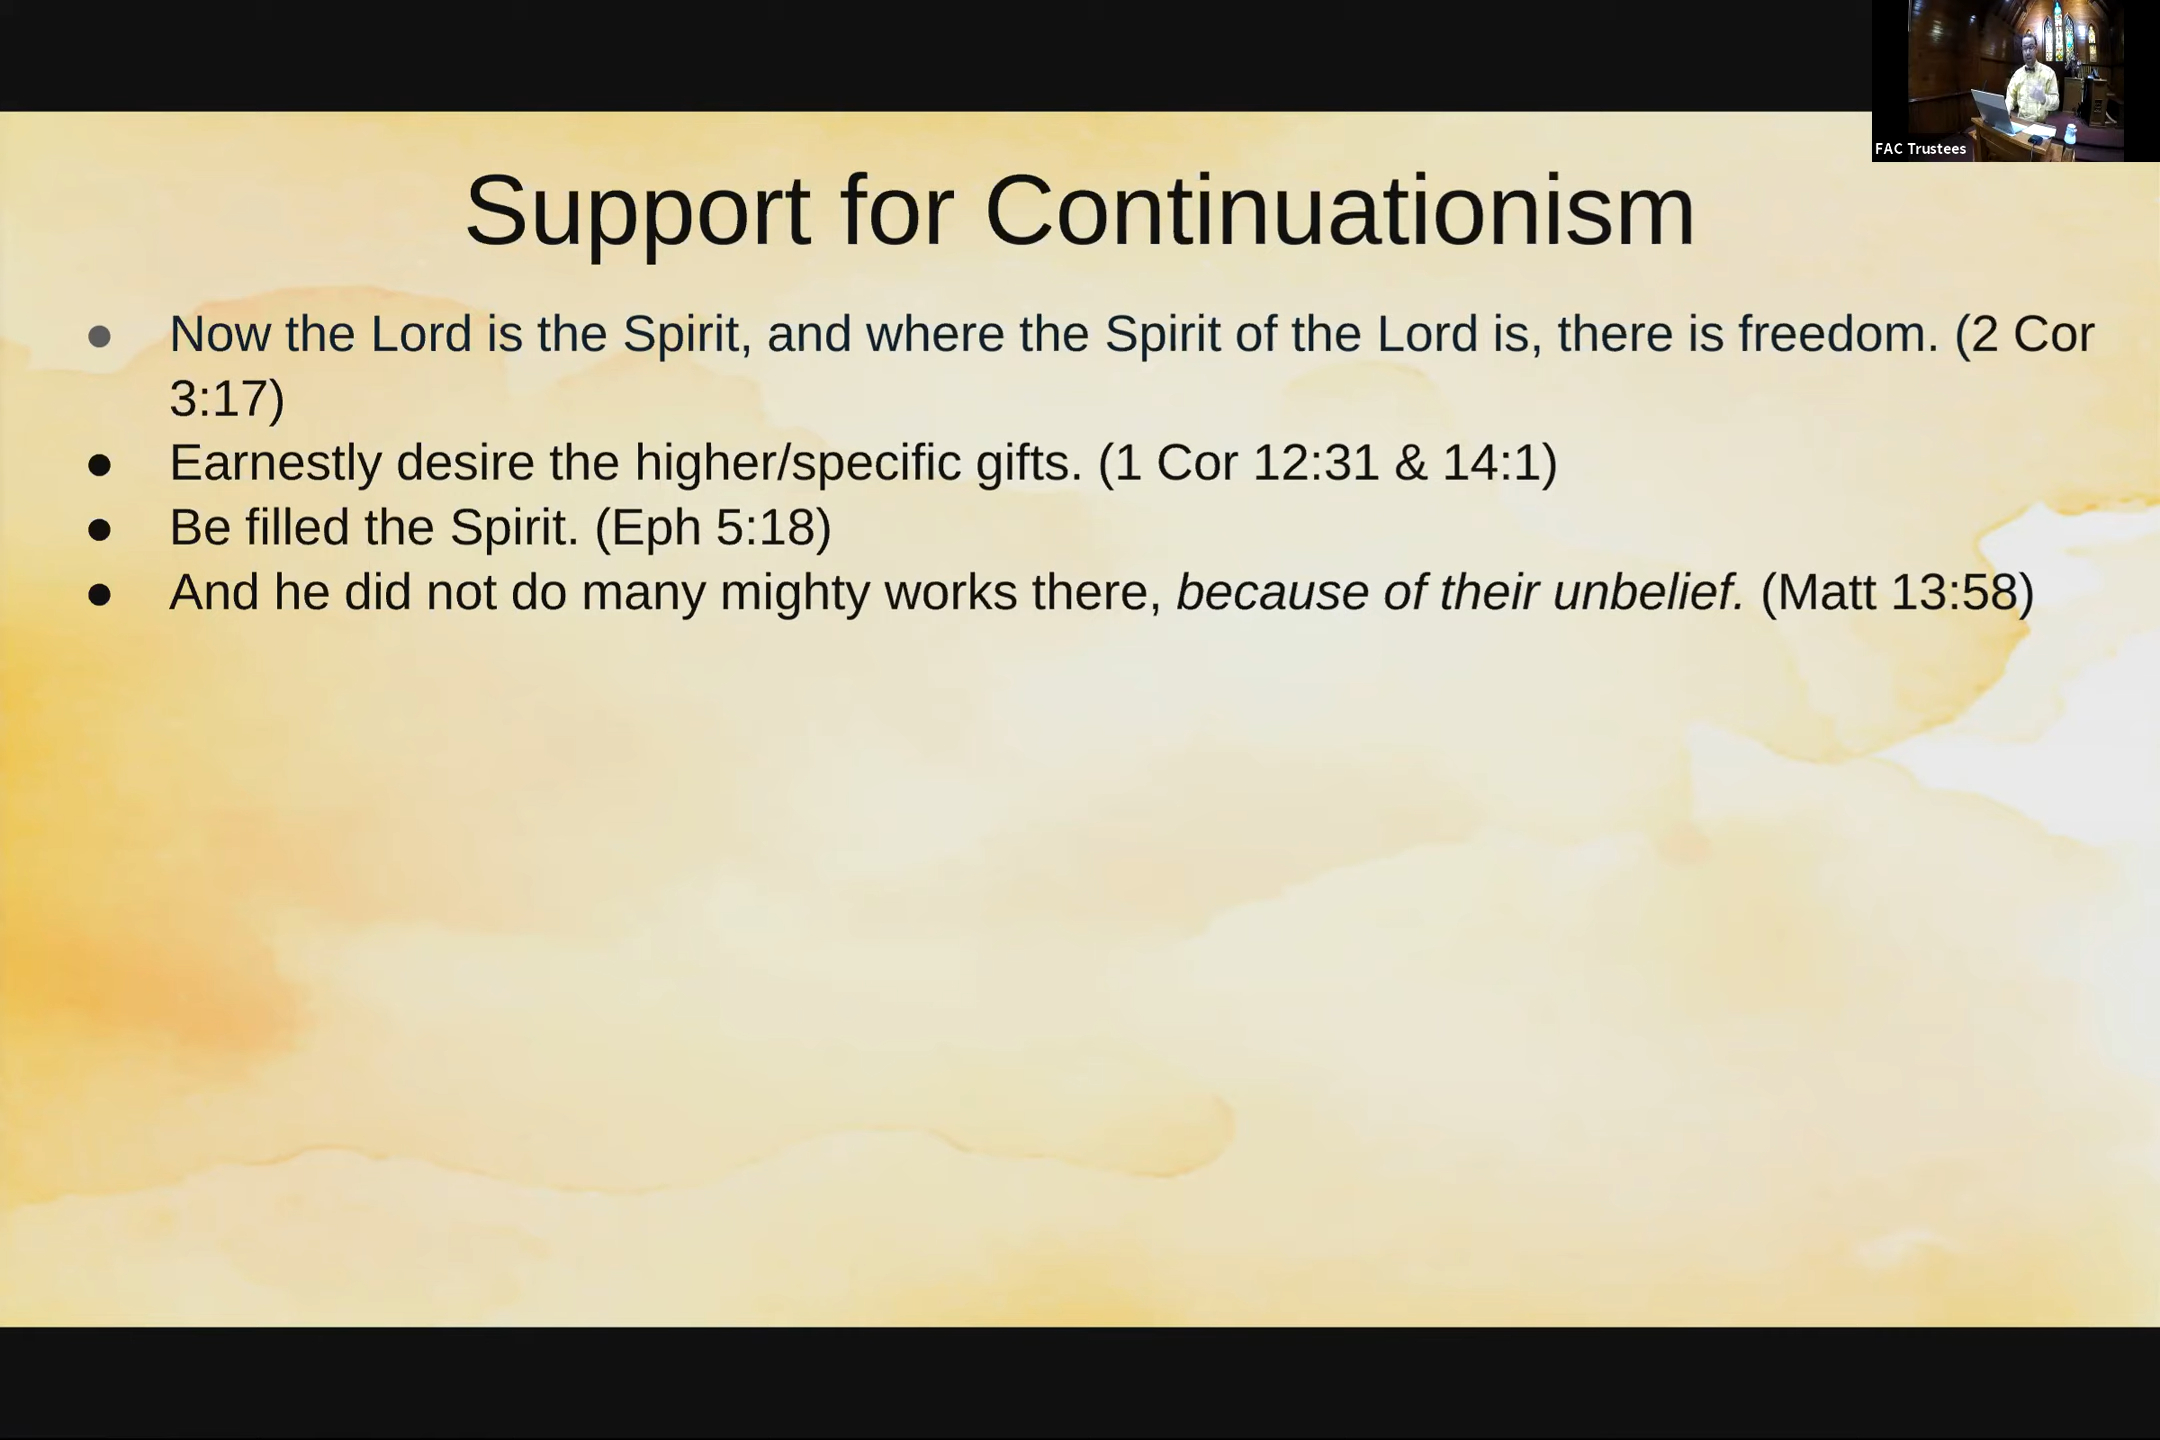 FAC Trustees
Support for Continuationism
● Now the Lord is the Spirit, and where the Spirit of the Lord is, there is freedom. (2 Cor
3:17)
● Earnestly desire the higher/specific gifts. (1 Cor 12:31 & 14:1)
● Be filled the Spirit. (Eph 5:18)
● And he did not do many mighty works there, because of their unbelief. (Matt 13:58)